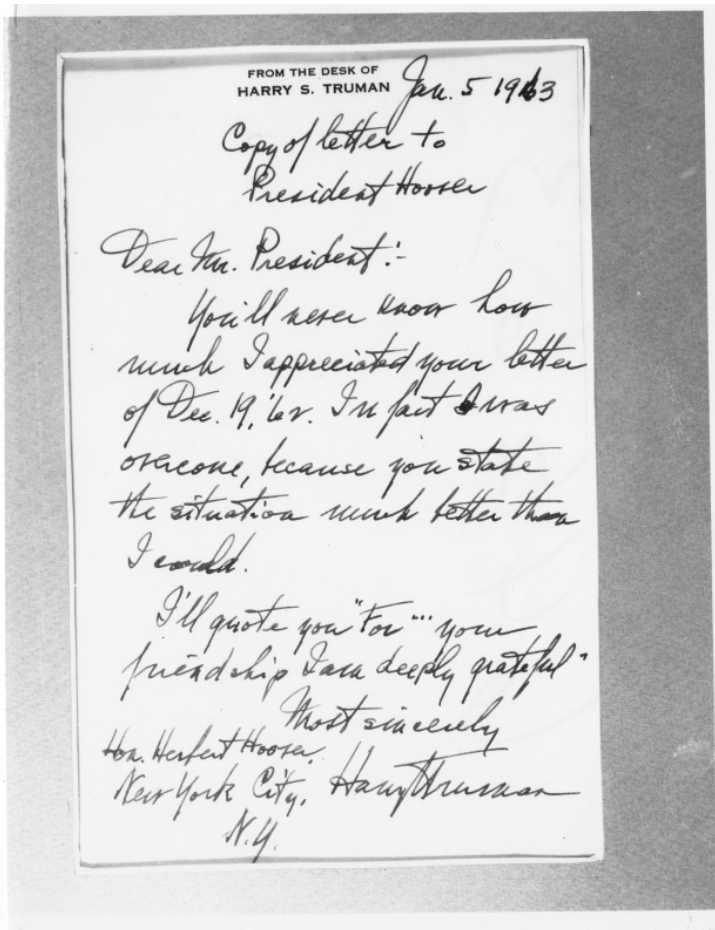 FROM THE DESK OF
HARRY S. TRUMAN
Jan. 5 1963
Copy of letter to
President Hoover
Dear Mr. President:-
You'll never know how
much I appreciated your letter
of Dec. 19, '62. In fact I was
overcome, because you state
the situation much better than
I could.
I'll quote you "For ''' your
friendship I am deeply grateful"
Most sincerely
Harry Truman
Hon. Herbert Hoover,
New York City,
N.Y.